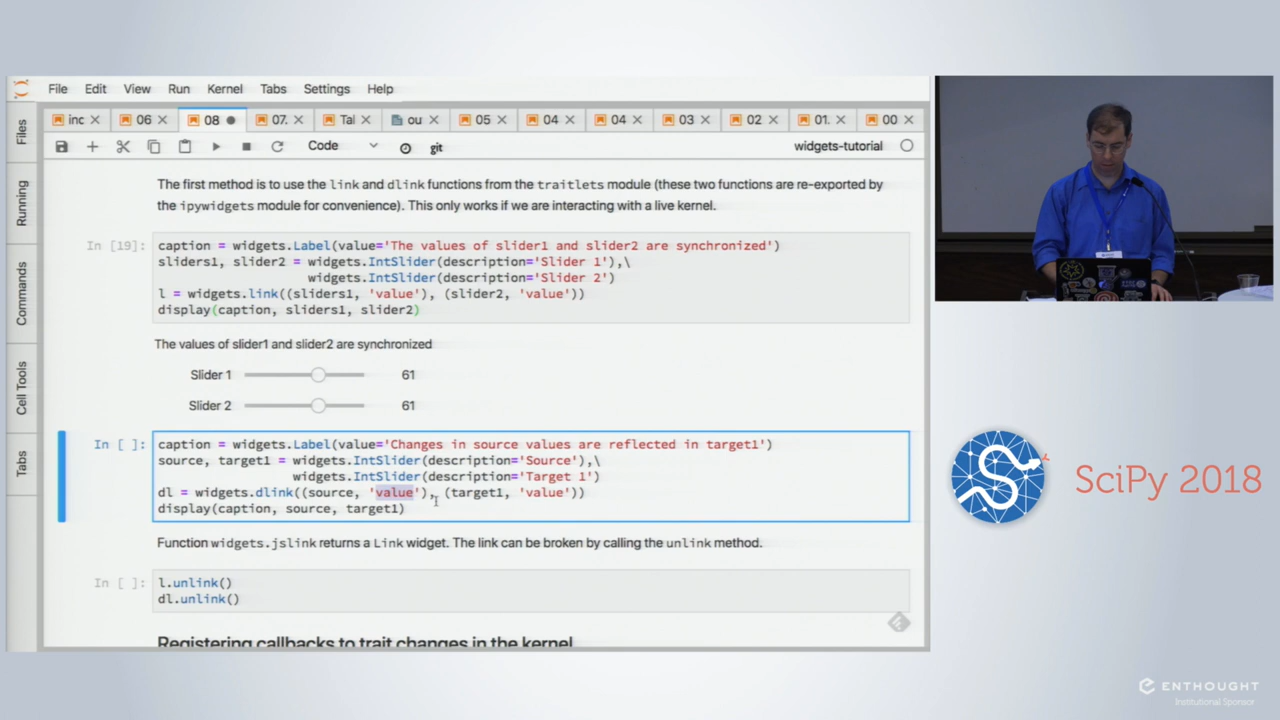 File Edit View Run Kernel Tabs Settings Help
inc 06 08 07. Tal ou 05 04 04 03 02 01. 00
Code git widgets-tutorial
Files
Running
Commands
Cell Tools
Tabs
The first method is to use the link and dlink functions from the traitlets module (these two functions are re-exported by
the ipywidgets module for convenience). This only works if we are interacting with a live kernel.
In [19]: caption = widgets.Label(value='The values of slider1 and slider2 are synchronized')
sliders1, slider2 = widgets.IntSlider(description='Slider 1'),\
widgets.IntSlider(description='Slider 2')
l = widgets.link((sliders1, 'value'), (slider2, 'value'))
display(caption, sliders1, slider2)
The values of slider1 and slider2 are synchronized
Slider 1 61
Slider 2 61
In [ ]: caption = widgets.Label(value='Changes in source values are reflected in target1')
source, target1 = widgets.IntSlider(description='Source'),\
widgets.IntSlider(description='Target 1')
dl = widgets.dlink((source, 'value'), (target1, 'value'))
display(caption, source, target1)
Function widgets.jslink returns a Link widget. The link can be broken by calling the unlink method.
In [ ]: l.unlink()
dl.unlink()
Registering callbacks to trait changes in the kernel
SciPy 2018
ENTHOUGHT
Institutional Sponsor